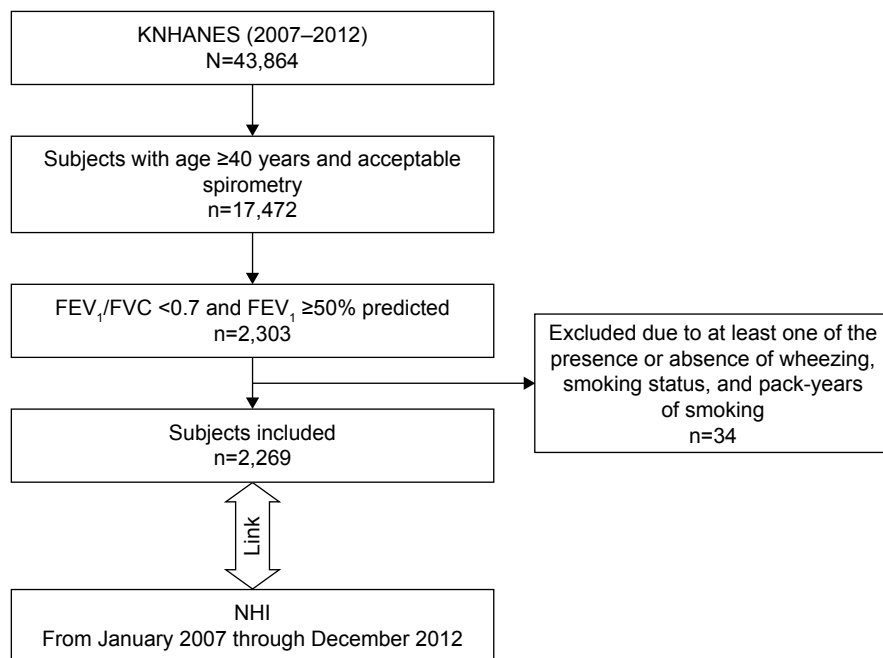 KNHANES (2007–2012)
N=43,864
Subjects with age ≥40 years and acceptable
spirometry
n=17,472
FEV₁/FVC <0.7 and FEV₁ ≥50% predicted
n=2,303
Excluded due to at least one of the
presence or absence of wheezing,
smoking status, and pack-years
of smoking
n=34
Subjects included
n=2,269
Link
NHI
From January 2007 through December 2012